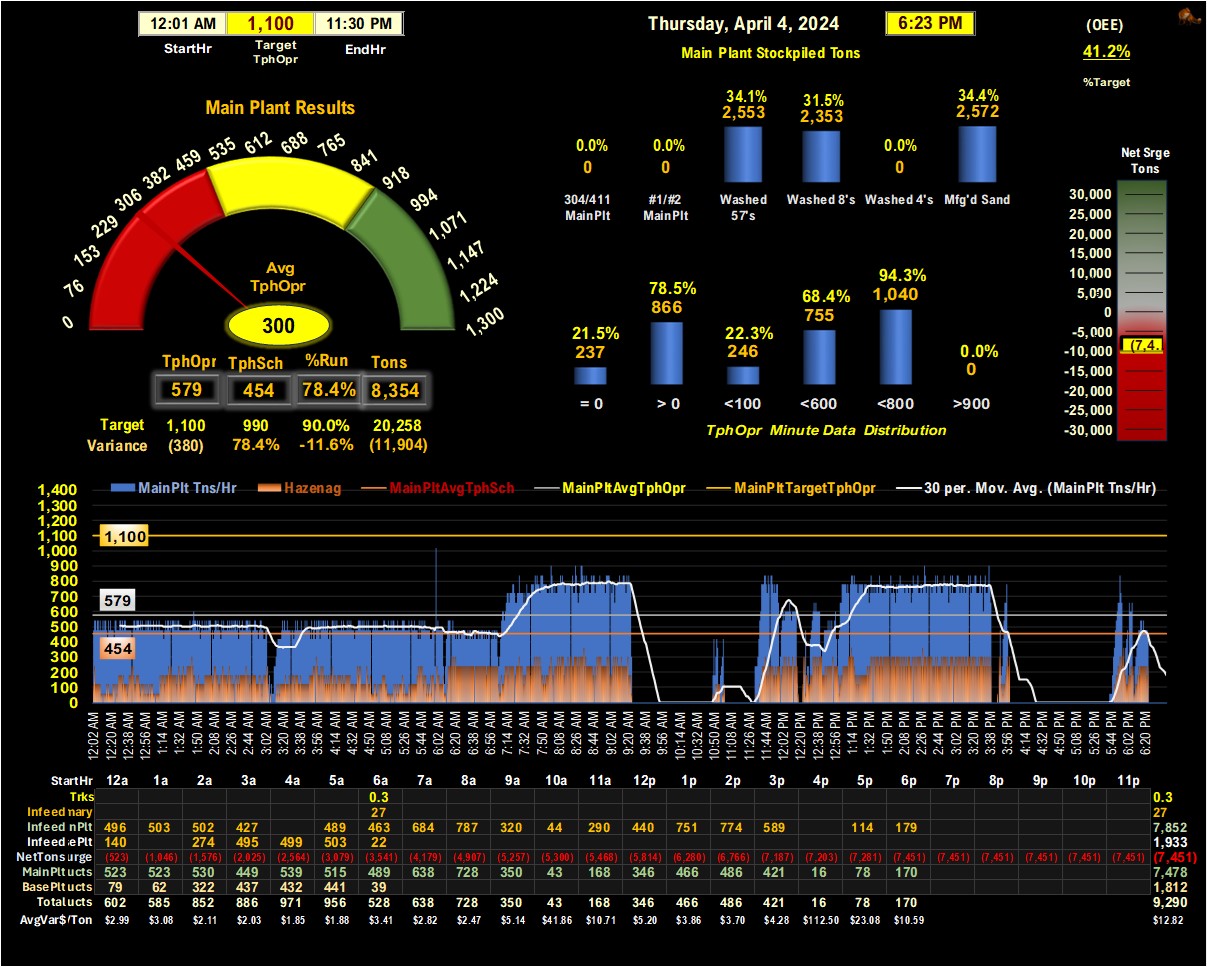 12:01 AM 1,100 11:30 PM
StartHr Target TphOpr EndHr
Thursday, April 4, 2024 6:23 PM
(OEE)
41.2%
%Target
Main Plant Stockpiled Tons
34.1% 31.5% 34.4%
2,553 2,353 2,572
0.0% 0.0% 0.0%
0 0 0
304/411 MainPlt #1/#2 MainPlt Washed 57's Washed 8's Washed 4's Mfg'd Sand
Main Plant Results
0 76 153 229 306 382 459 535 612 688 765 841 918 994 1,071 1,147 1,224 1,300
Avg
TphOpr
300
TphOpr TphSch %Run Tons
579 454 78.4% 8,354
Target 1,100 990 90.0% 20,258
Variance (380) 78.4% -11.6% (11,904)
21.5% 78.5% 22.3% 68.4% 94.3% 0.0%
237 866 246 755 1,040 0
= 0 > 0 <100 <600 <800 >900
TphOpr Minute Data Distribution
Net Srge
Tons
30,000
25,000
20,000
15,000
10,000
5,000
0
-5,000
(7,4.
-10,000
-15,000
-20,000
-25,000
-30,000
MainPlt Tns/Hr Hazenag MainPltAvgTphSch MainPltAvgTphOpr MainPltTargetTphOpr 30 per. Mov. Avg. (MainPlt Tns/Hr)
1,400
1,300
1,200
1,100
1,000
900
800
700
600
500
400
300
200
100
0
1,100
579
454
12:02 AM 12:20 AM 12:38 AM 12:56 AM 1:14 AM 1:32 AM 1:50 AM 2:08 AM 2:26 AM 2:44 AM 3:02 AM 3:20 AM 3:38 AM 3:56 AM 4:14 AM 4:32 AM 4:50 AM 5:08 AM 5:26 AM 5:44 AM 6:02 AM 6:20 AM 6:38 AM 6:56 AM 7:14 AM 7:32 AM 7:50 AM 8:08 AM 8:26 AM 8:44 AM 9:02 AM 9:20 AM 9:38 AM 9:56 AM 10:14 AM 10:32 AM 10:50 AM 11:08 AM 11:26 AM 11:44 AM 12:02 PM 12:20 PM 12:38 PM 12:56 PM 1:14 PM 1:32 PM 1:50 PM 2:08 PM 2:26 PM 2:44 PM 3:02 PM 3:20 PM 3:38 PM 3:56 PM 4:14 PM 4:32 PM 4:50 PM 5:08 PM 5:26 PM 5:44 PM 6:02 PM 6:20 PM
StartHr 12a 1a 2a 3a 4a 5a 6a 7a 8a 9a 10a 11a 12p 1p 2p 3p 4p 5p 6p 7p 8p 9p 10p 11p
Trks 0.3 0.3
Infeed mary 27 27
Infeed nPlt 496 503 502 427 489 463 684 787 320 44 290 440 751 774 589 114 179 7,852
Infeed ePlt 140 274 495 499 503 22 1,933
NetTons urge (523) (1,046) (1,576) (2,025) (2,564) (3,079) (3,541) (4,179) (4,907) (5,257) (5,300) (5,468) (5,814) (6,280) (6,766) (7,187) (7,203) (7,281) (7,451) (7,451) (7,451) (7,451) (7,451) (7,451) (7,451)
MainPlt ucts 523 523 530 449 539 515 489 638 728 350 43 168 346 466 486 421 16 78 170 7,478
BasePlt ucts 79 62 322 437 432 441 39 1,812
Total ucts 602 585 852 886 971 956 528 638 728 350 43 168 346 466 486 421 16 78 170 9,290
AvgVar$/Ton $2.99 $3.08 $2.11 $2.03 $1.85 $1.88 $3.41 $2.82 $2.47 $5.14 $41.86 $10.71 $5.20 $3.86 $3.70 $4.28 $112.50 $23.08 $10.59 $12.82